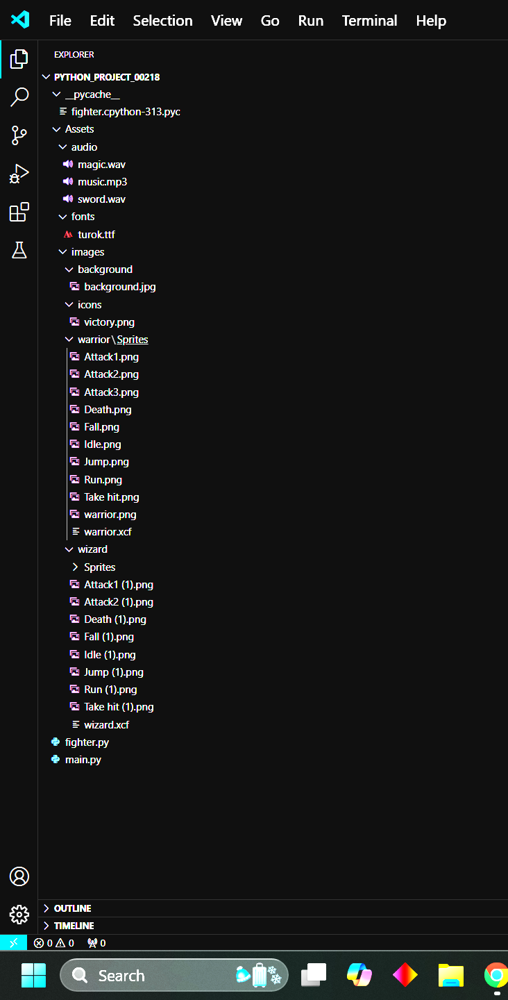 File Edit Selection View Go Run Terminal Help
EXPLORER
PYTHON_PROJECT_00218
__pycache__
fighter.cpython-313.pyc
Assets
audio
magic.wav
music.mp3
sword.wav
fonts
turok.ttf
images
background
background.jpg
icons
victory.png
warrior\Sprites
Attack1.png
Attack2.png
Attack3.png
Death.png
Fall.png
Idle.png
Jump.png
Run.png
Take hit.png
warrior.png
warrior.xcf
wizard
Sprites
Attack1 (1).png
Attack2 (1).png
Death (1).png
Fall (1).png
Idle (1).png
Jump (1).png
Run (1).png
Take hit (1).png
wizard.xcf
fighter.py
main.py
OUTLINE
TIMELINE
0 0 0
Search